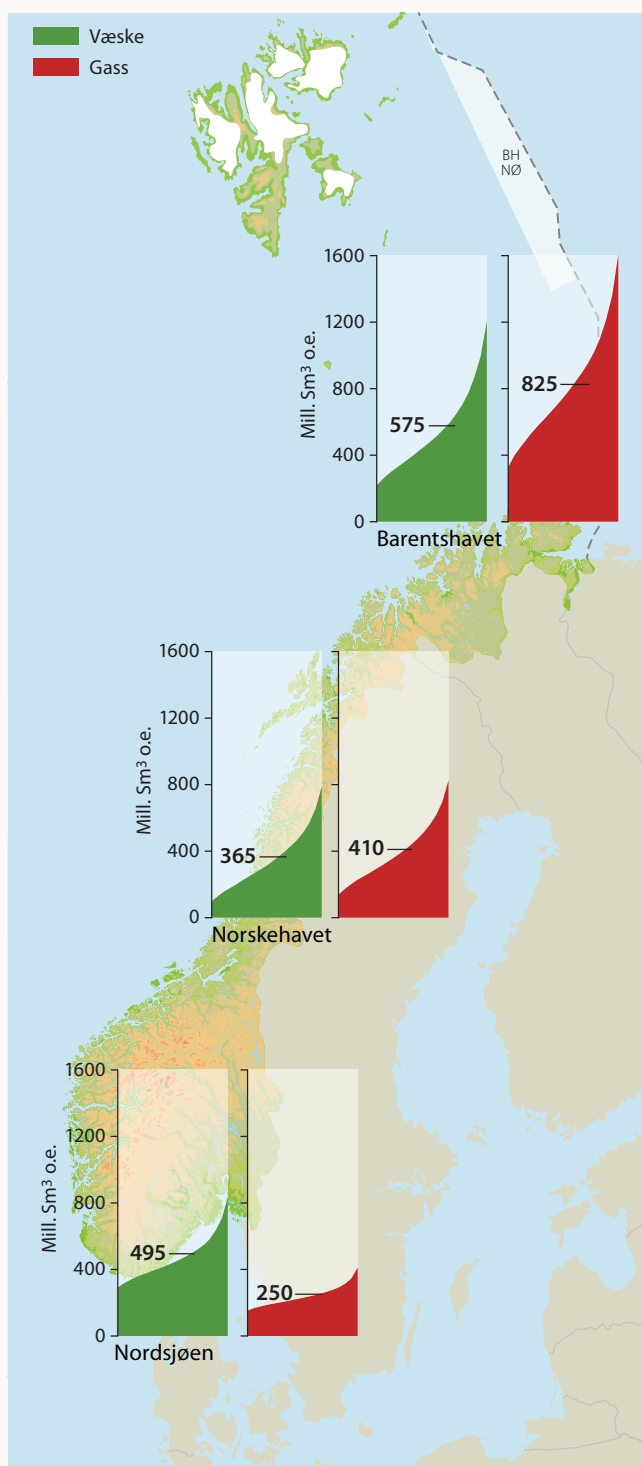 Væske
Gass
BH
NØ
Mill. Sm³ o.e.
1600
1200
800
400
0
575
825
Barentshavet
Mill. Sm³ o.e.
1600
1200
800
400
0
365
410
Norskehavet
Mill. Sm³ o.e.
1600
1200
800
400
0
495
250
Nordsjøen